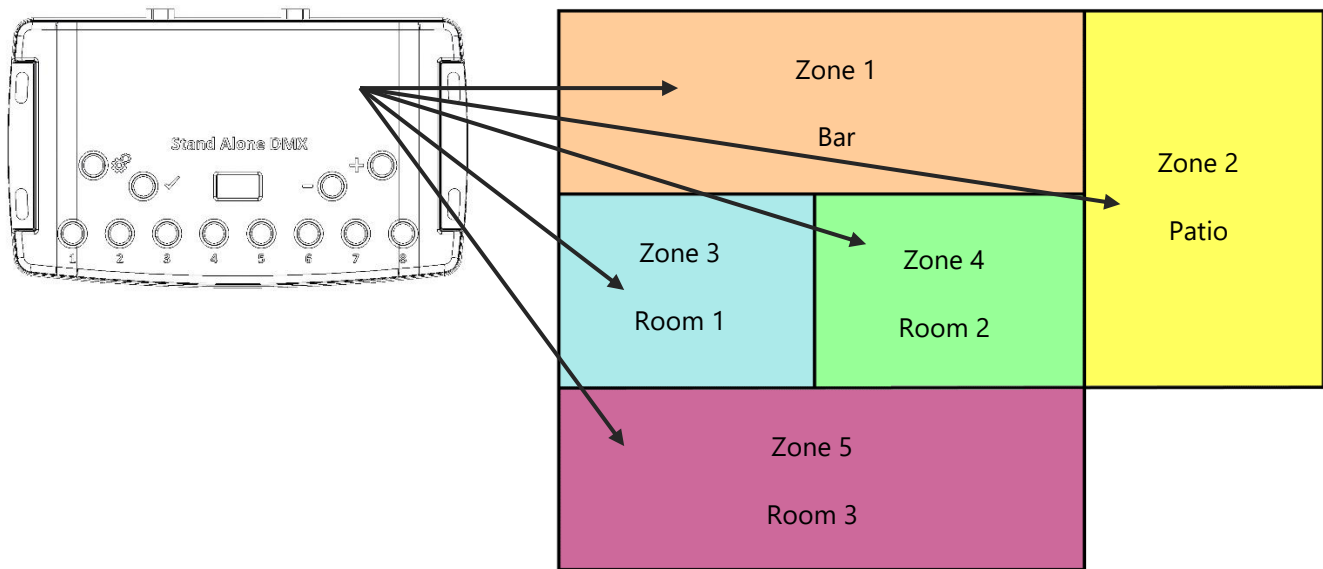 Stand Alone DMX
+
-
1 2 3 4 5 6 7 8
Zone 1
Bar
Zone 2
Patio
Zone 3
Room 1
Zone 4
Room 2
Zone 5
Room 3